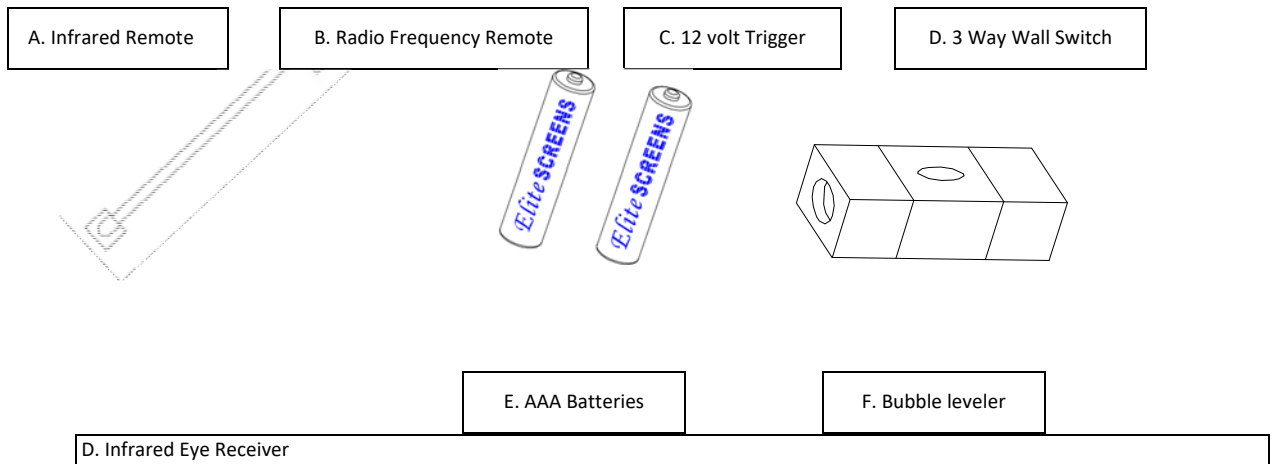 A. Infrared Remote
B. Radio Frequency Remote
C. 12 volt Trigger
D. 3 Way Wall Switch
Elite SCREENS
Elite SCREENS
E. AAA Batteries
F. Bubble leveler
D. Infrared Eye Receiver